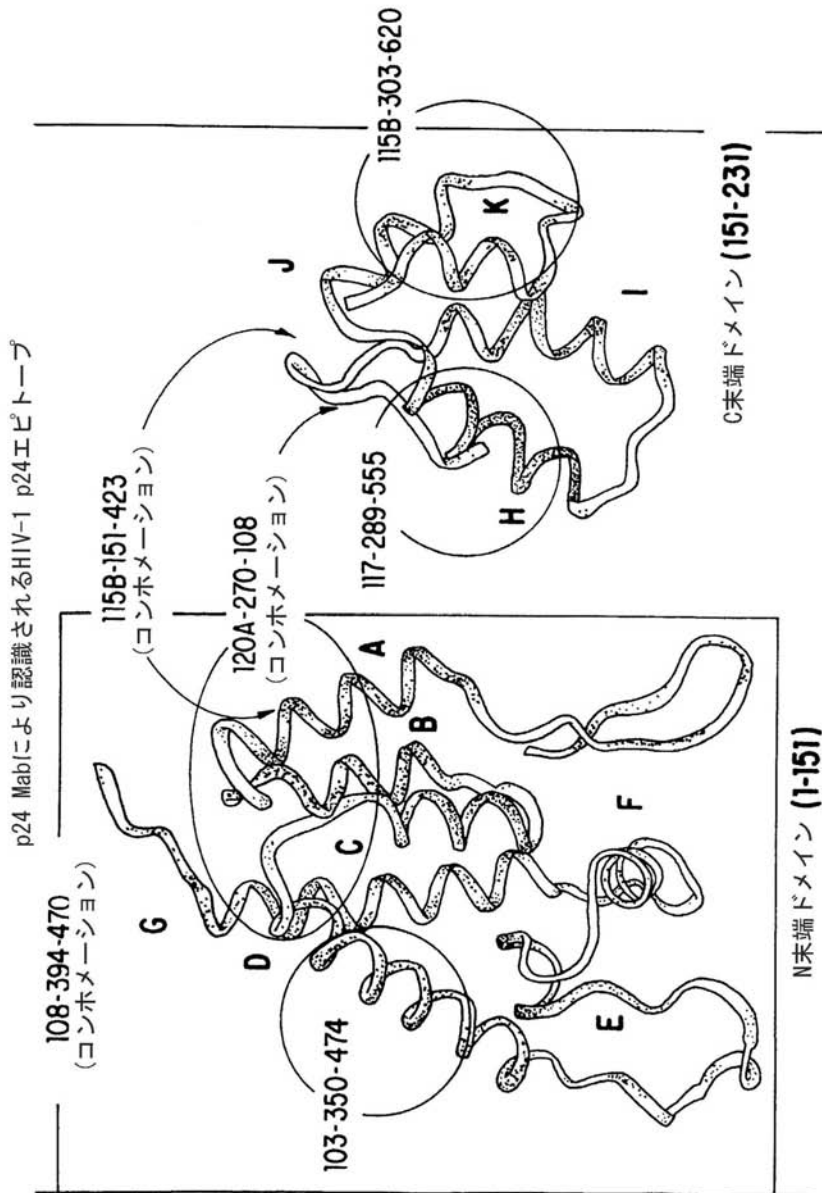 p24 Mabにより認識されるHIV-1 p24エピトープ
108-394-470
(コンホメーション)
115B-151-423
(コンホメーション)
120A-270-108
(コンホメーション)
103-350-474
117-289-555
115B-303-620
G
D
C
B
A
E
F
H
I
J
K
N末端ドメイン (1-151)
C末端ドメイン (151-231)